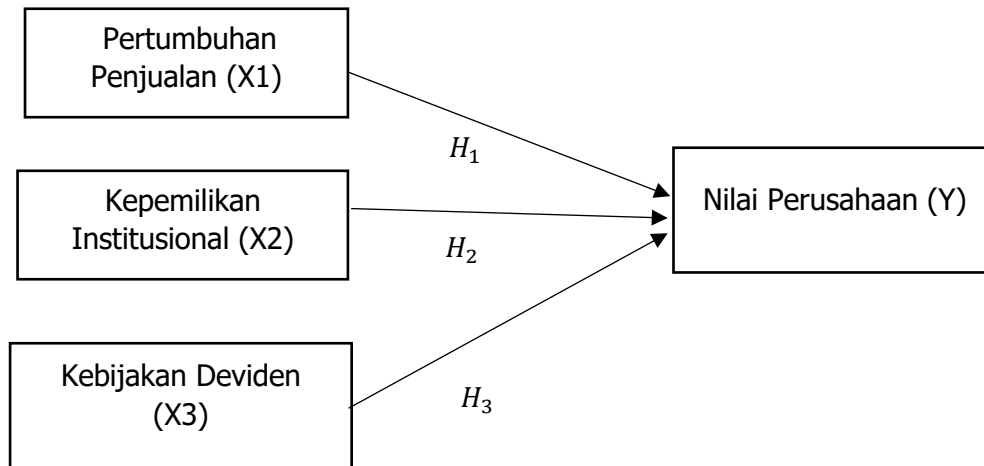 Pertumbuhan
Penjualan (X1)
H₁
Kepemilikan
Institusional (X2)
Nilai Perusahaan (Y)
H₂
Kebijakan Deviden
(X3)
H₃